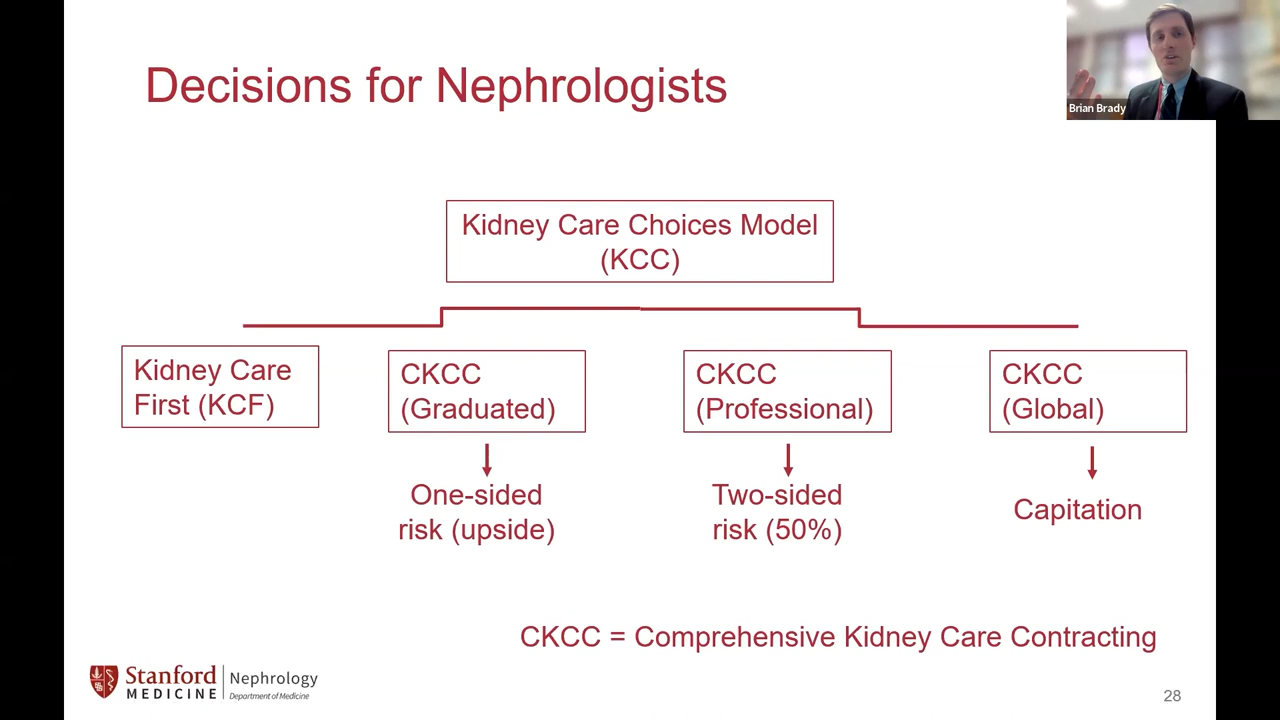 Decisions for Nephrologists
Brian Brady
Kidney Care Choices Model
(KCC)
Kidney Care
First (KCF)
CKCC
(Graduated)
CKCC
(Professional)
CKCC
(Global)
One-sided
risk (upside)
Two-sided
risk (50%)
Capitation
CKCC = Comprehensive Kidney Care Contracting
Stanford
MEDICINE
Nephrology
Department of Medicine
28